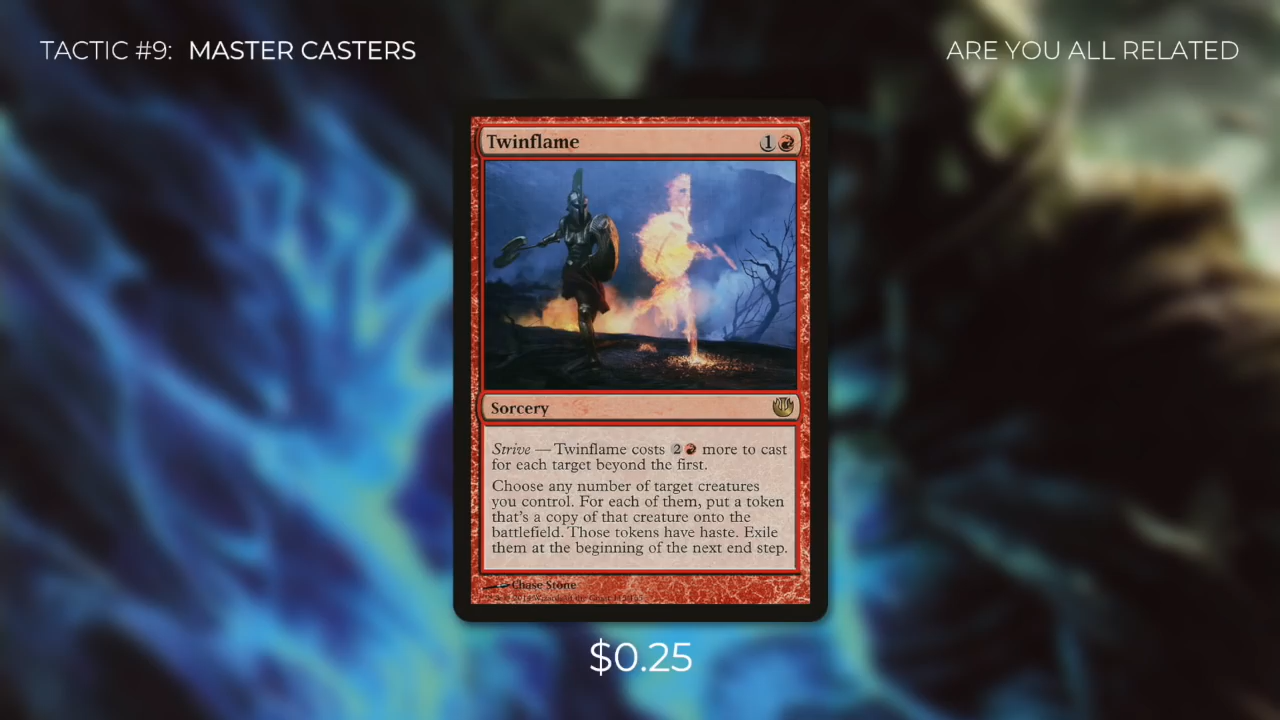 TACTIC #9: MASTER CASTERS
ARE YOU ALL RELATED
Twinflame
1
Sorcery
Strive — Twinflame costs 2 more to cast
for each target beyond the first.
Choose any number of target creatures
you control. For each of them, put a token
that's a copy of that creature onto the
battlefield. Those tokens have haste. Exile
them at the beginning of the next end step.
Chase Stone
$0.25